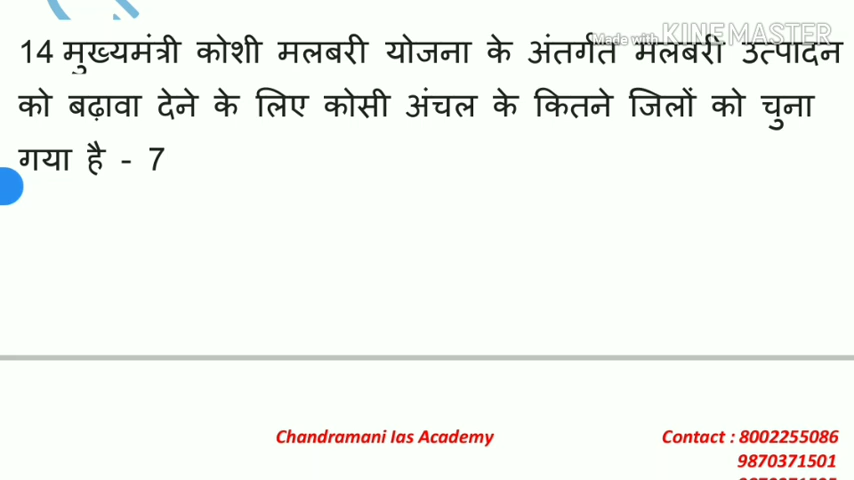 Made with KINEMASTER
14 मुख्यमंत्री कोशी मलबरी योजना के अंतर्गत मलबरी उत्पादन
को बढ़ावा देने के लिए कोसी अंचल के कितने जिलों को चुना
गया है - 7
Chandramani Ias Academy
Contact : 8002255086
9870371501